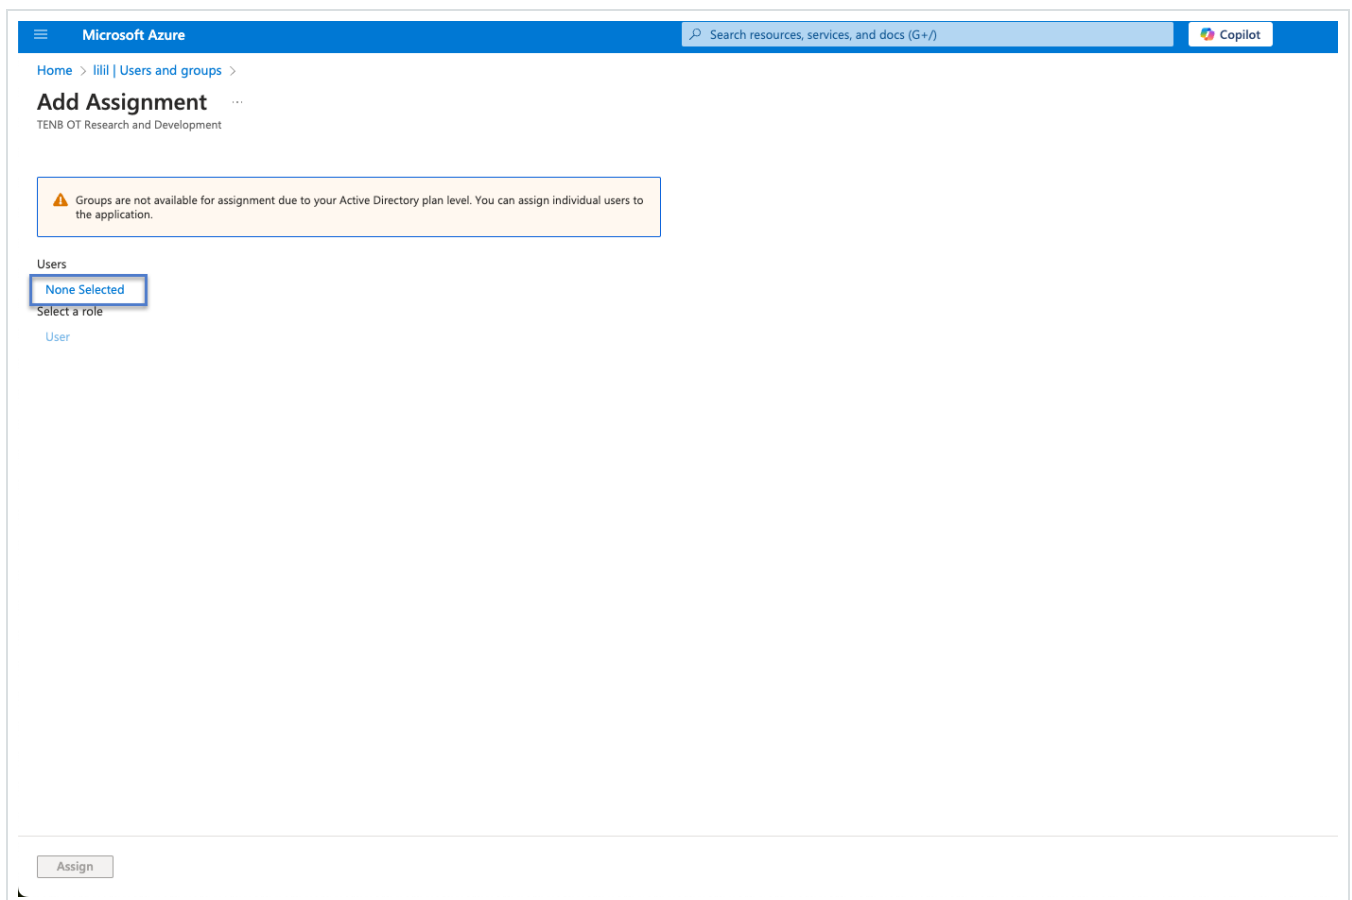 Microsoft Azure
Search resources, services, and docs (G+/)
Copilot
Home > lilil | Users and groups >
Add Assignment ...
TENB OT Research and Development
Groups are not available for assignment due to your Active Directory plan level. You can assign individual users to
the application.
Users
None Selected
Select a role
User
Assign